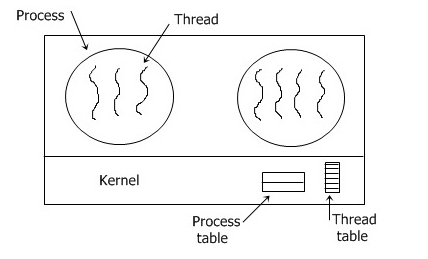 Process
Thread
Kernel
Process
table
Thread
table